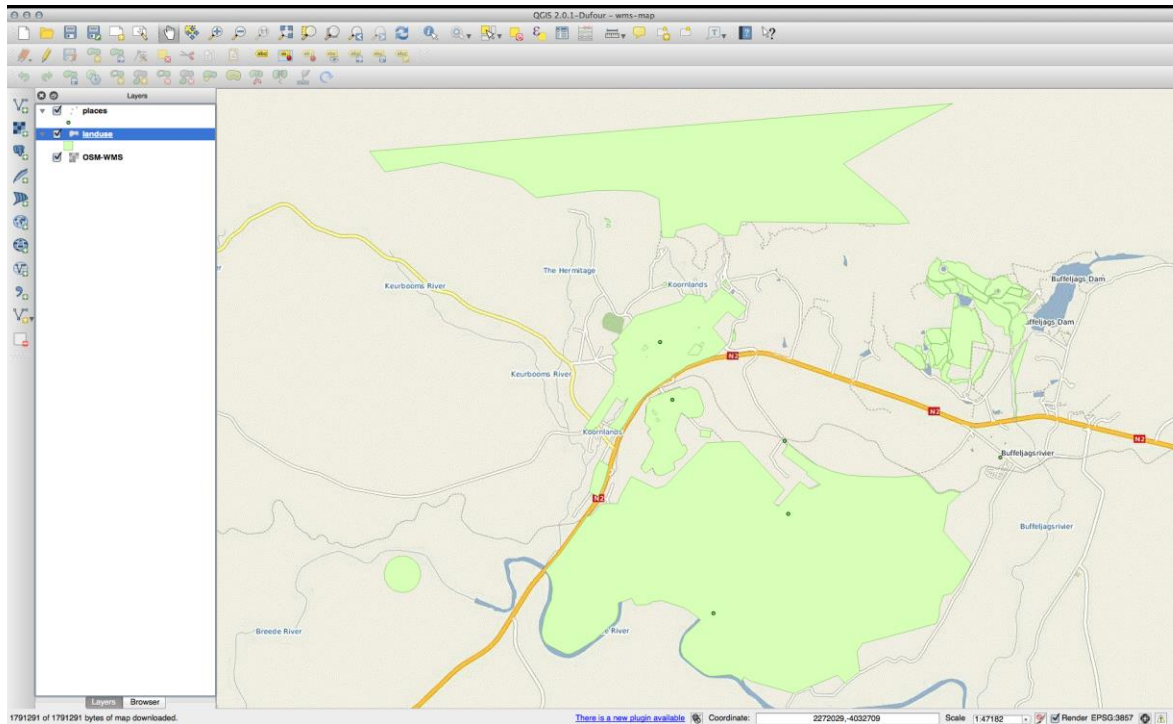 QGIS 2.0.1-Dufour - wms-map
Layers
places
landuse
OSM-WMS
The Hermitage
Keurbooms River
Koornlands
Buffeljags Dam
uffeljags Dam
N2
Keurbooms River
N2
N2
Koornlands
Buffeljagsrivier
N2
Buffeljagsrivier
Breede River
e River
Layers
Browser
1791291 of 1791291 bytes of map downloaded.
There is a new plugin available
Coordinate:
2272029,-4032709
Scale
1:47182
Render
EPSG:3857